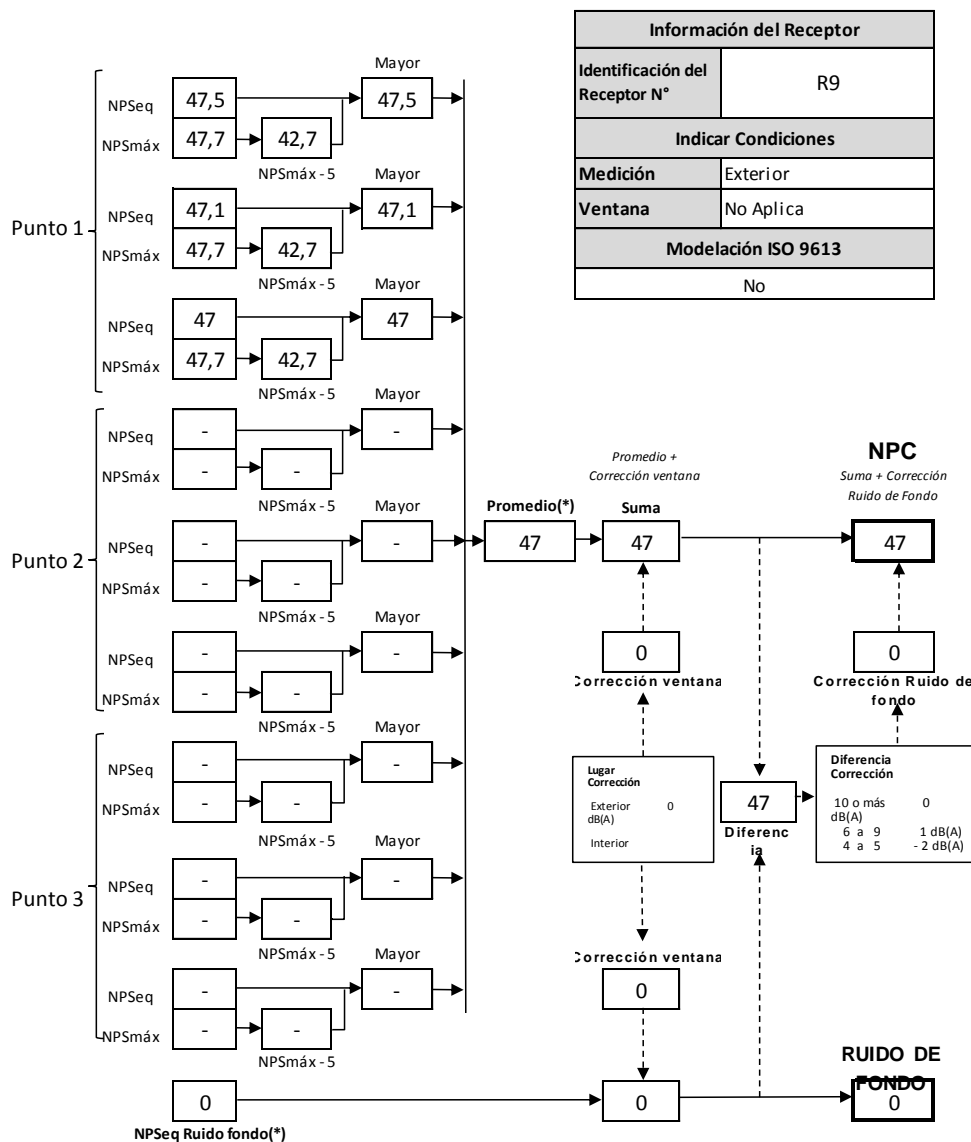 Información del Receptor
Identificación del Receptor N°
R9
Indicar Condiciones
Medición Exterior
Ventana No Aplica
Modelación ISO 9613
No
Punto 1
Mayor
NPSeq 47,5 47,5
NPSmáx 47,7 42,7
NPSmáx - 5
Mayor
NPSeq 47,1 47,1
NPSmáx 47,7 42,7
NPSmáx - 5
Mayor
NPSeq 47 47
NPSmáx 47,7 42,7
NPSmáx - 5
Punto 2
Mayor
NPSeq - -
NPSmáx - -
NPSmáx - 5
Mayor
NPSeq - -
NPSmáx - -
NPSmáx - 5
Mayor
NPSeq - -
NPSmáx - -
NPSmáx - 5
Punto 3
Mayor
NPSeq - -
NPSmáx - -
NPSmáx - 5
Mayor
NPSeq - -
NPSmáx - -
NPSmáx - 5
Mayor
NPSeq - -
NPSmáx - -
NPSmáx - 5
Promedio(*)
47
Promedio +
Corrección ventana
Suma
47
NPC
Suma + Corrección
Ruido de Fondo
47
0
Corrección ventana
0
Corrección Ruido de
fondo
Lugar
Corrección
Exterior 0
dB(A)
Interior
47
Diferenc
ia
Diferencia
Corrección
10 o más 0
dB(A)
6 a 9 1 dB(A)
4 a 5 - 2 dB(A)
Corrección ventana
0
0
NPSeq Ruido fondo(*)
0
RUIDO DE
FONDO
0